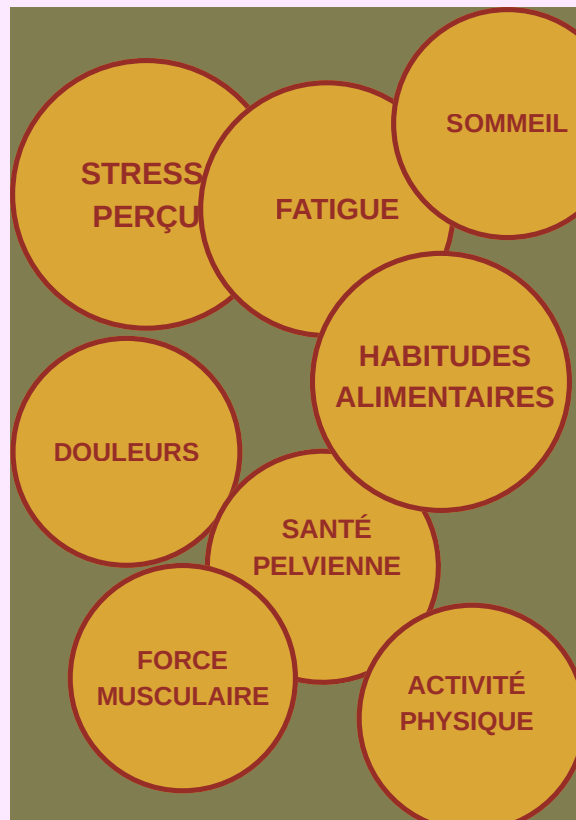 SOMMEIL
STRESS
PERÇU
FATIGUE
HABITUDES
ALIMENTAIRES
DOULEURS
SANTÉ
PELVIENNE
FORCE
MUSCULAIRE
ACTIVITÉ
PHYSIQUE